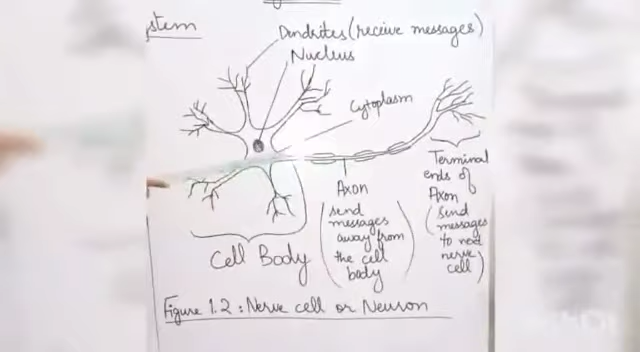 stem
Dendrites (receive messages)
Nucleus
Cytoplasm
Axon
(send
messages
away from
the cell
body)
Terminal
ends of
Axon
(send
messages
to next
nerve
cell)
Cell Body
Figure 1.2: Nerve cell or Neuron